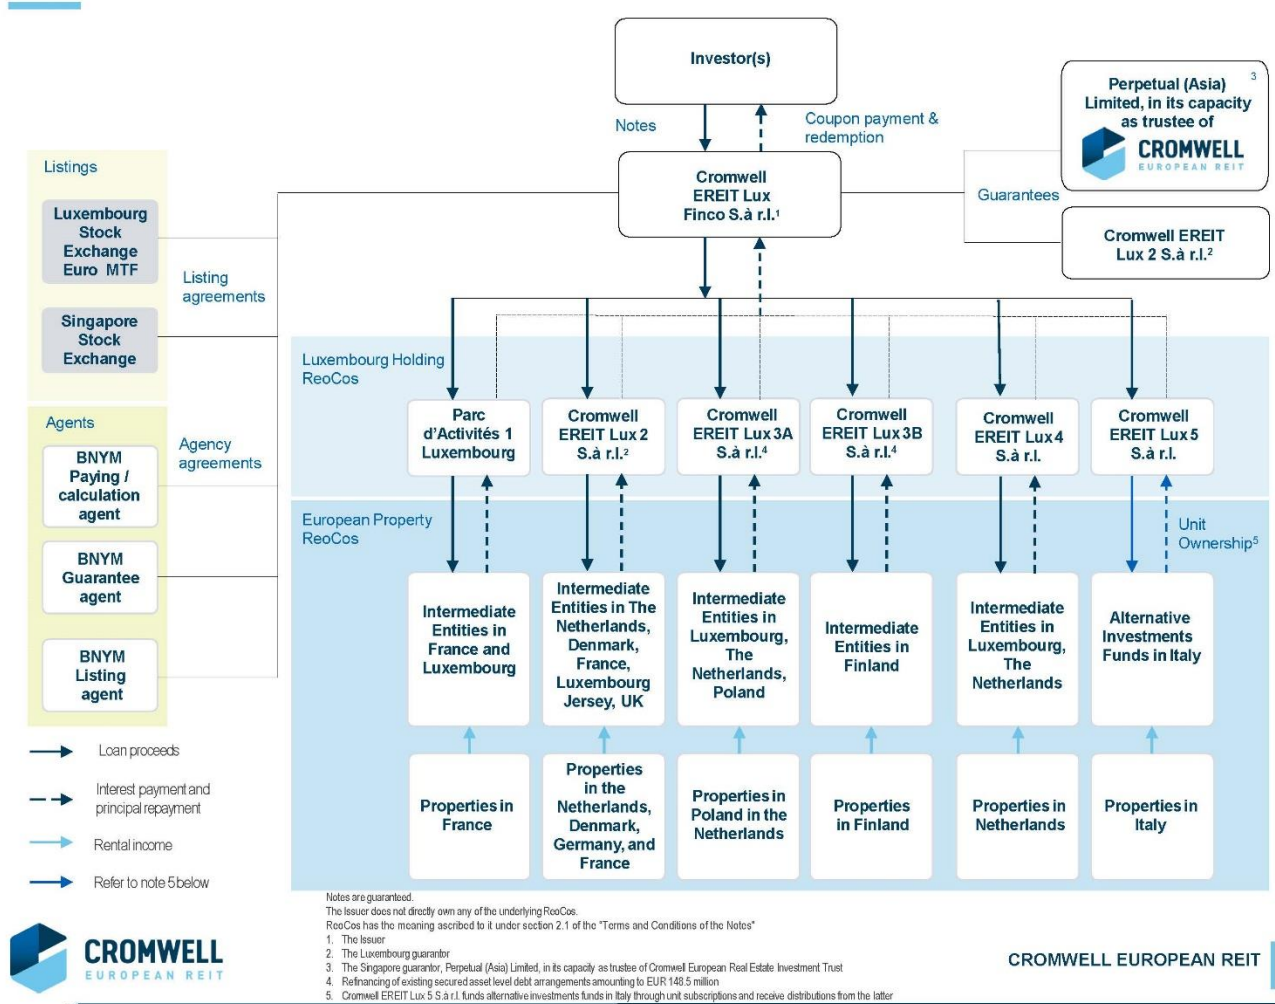 Investor(s)
Notes
Coupon payment &
redemption
Perpetual (Asia)
Limited, in its capacity
as trustee of
3
CROMWELL
EUROPEAN REIT
Cromwell
EREIT Lux
Finco S.à r.l.1
Guarantees
Cromwell EREIT
Lux 2 S.à r.l.2
Listings
Luxembourg
Stock
Exchange
Euro MTF
Listing
agreements
Singapore
Stock
Exchange
Agents
Agency
agreements
BNYM
Paying /
calculation
agent
BNYM
Guarantee
agent
BNYM
Listing
agent
Luxembourg Holding
ReoCos
Parc
d'Activités 1
Luxembourg
Cromwell
EREIT Lux 2
S.à r.l.2
Cromwell
EREIT Lux 3A
S.à r.l.4
Cromwell
EREIT Lux 3B
S.à r.l.4
Cromwell
EREIT Lux 4
S.à r.l.
Cromwell
EREIT Lux 5
S.à r.l.
European Property
ReoCos
Unit
Ownership5
Intermediate
Entities in
France and
Luxembourg
Intermediate
Entities in The
Netherlands,
Denmark,
France,
Luxembourg
Jersey, UK
Intermediate
Entities in
Luxembourg,
The
Netherlands,
Poland
Intermediate
Entities in
Finland
Intermediate
Entities in
Luxembourg,
The
Netherlands
Alternative
Investments
Funds in Italy
Properties in
France
Properties
in the
Netherlands,
Denmark,
Germany, and
France
Properties in
Poland in the
Netherlands
Properties
in Finland
Properties in
Netherlands
Properties in
Italy
Loan proceeds
Interest payment and
principal repayment
Rental income
Refer to note 5 below
Notes are guaranteed.
The Issuer does not directly own any of the underlying ReoCos.
ReoCos has the meaning ascribed to it under section 2.1 of the "Terms and Conditions of the Notes"
1. The Issuer
2. The Luxembourg guarantor
3. The Singapore guarantor, Perpetual (Asia) Limited, in its capacity as trustee of Cromwell European Real Estate Investment Trust
4. Refinancing of existing secured asset level debt arrangements amounting to EUR 148.5 million
5. Cromwell EREIT Lux 5 S.à r.l. funds alternative investments funds in Italy through unit subscriptions and receive distributions from the latter
CROMWELL
EUROPEAN REIT
CROMWELL EUROPEAN REIT